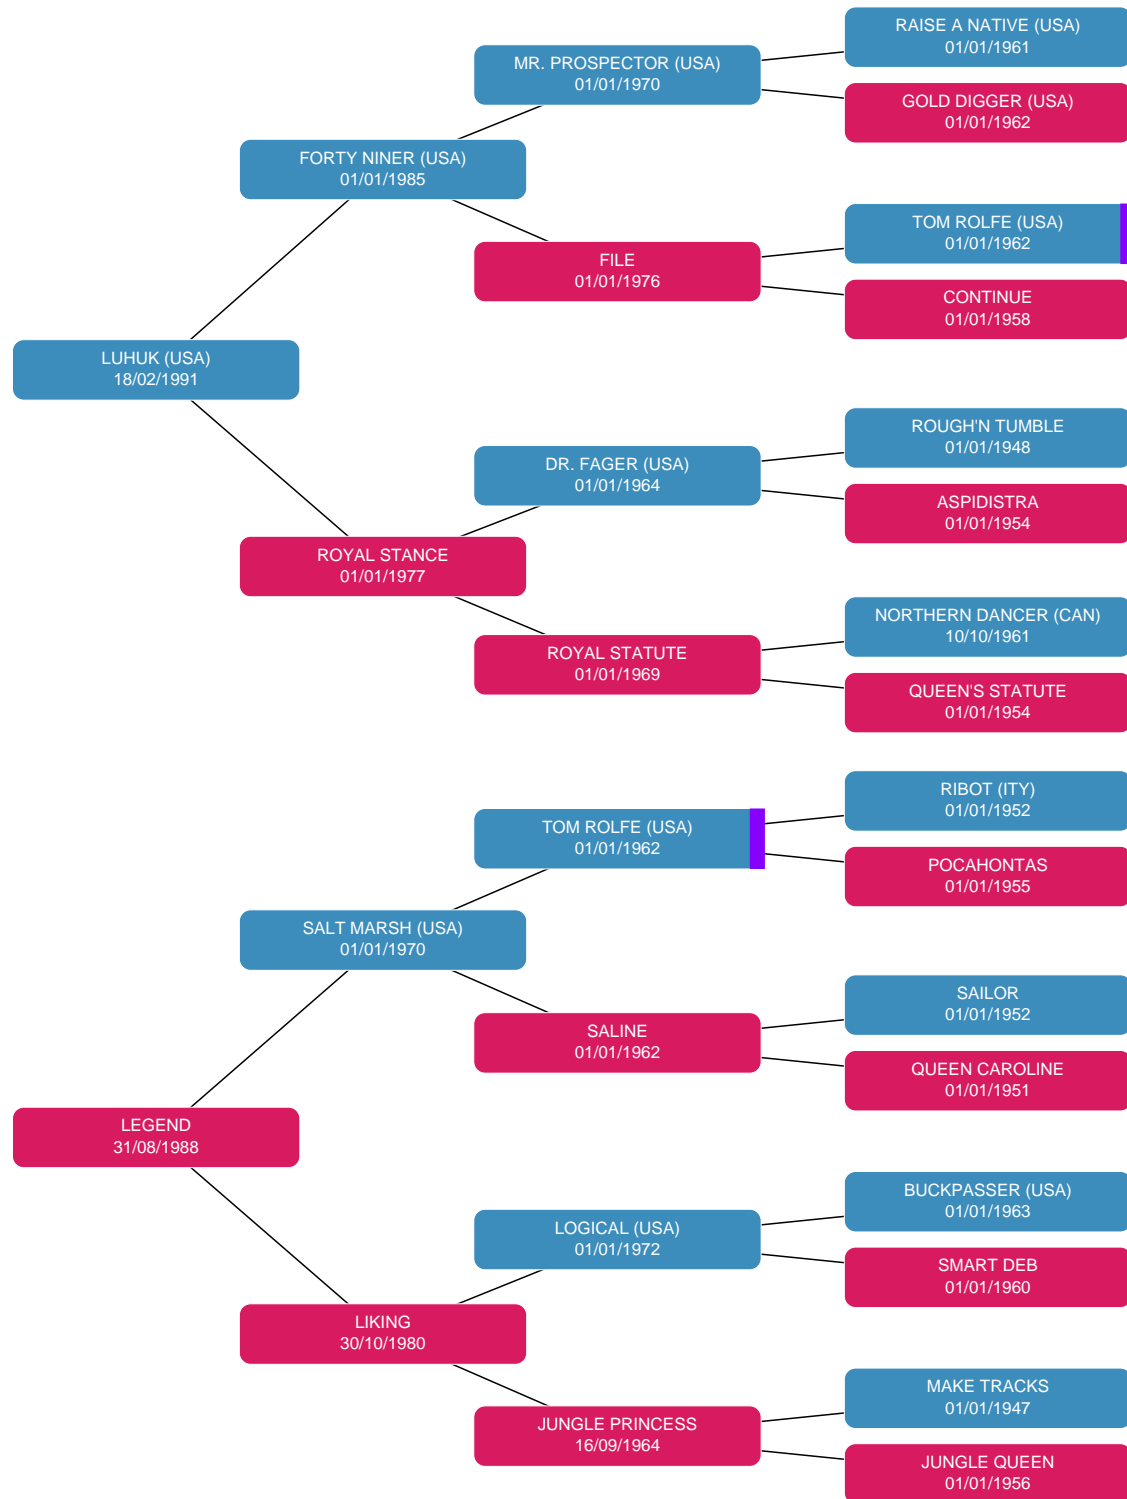 RAISE A NATIVE (USA)
01/01/1961
MR. PROSPECTOR (USA)
01/01/1970
GOLD DIGGER (USA)
01/01/1962
FORTY NINER (USA)
01/01/1985
TOM ROLFE (USA)
01/01/1962
FILE
01/01/1976
CONTINUE
01/01/1958
LUHUK (USA)
18/02/1991
ROUGH'N TUMBLE
01/01/1948
DR. FAGER (USA)
01/01/1964
ASPIDISTRA
01/01/1954
ROYAL STANCE
01/01/1977
NORTHERN DANCER (CAN)
10/10/1961
ROYAL STATUTE
01/01/1969
QUEEN'S STATUTE
01/01/1954
RIBOT (ITY)
01/01/1952
TOM ROLFE (USA)
01/01/1962
POCAHONTAS
01/01/1955
SALT MARSH (USA)
01/01/1970
SAILOR
01/01/1952
SALINE
01/01/1962
QUEEN CAROLINE
01/01/1951
LEGEND
31/08/1988
BUCKPASSER (USA)
01/01/1963
LOGICAL (USA)
01/01/1972
SMART DEB
01/01/1960
LIKING
30/10/1980
MAKE TRACKS
01/01/1947
JUNGLE PRINCESS
16/09/1964
JUNGLE QUEEN
01/01/1956